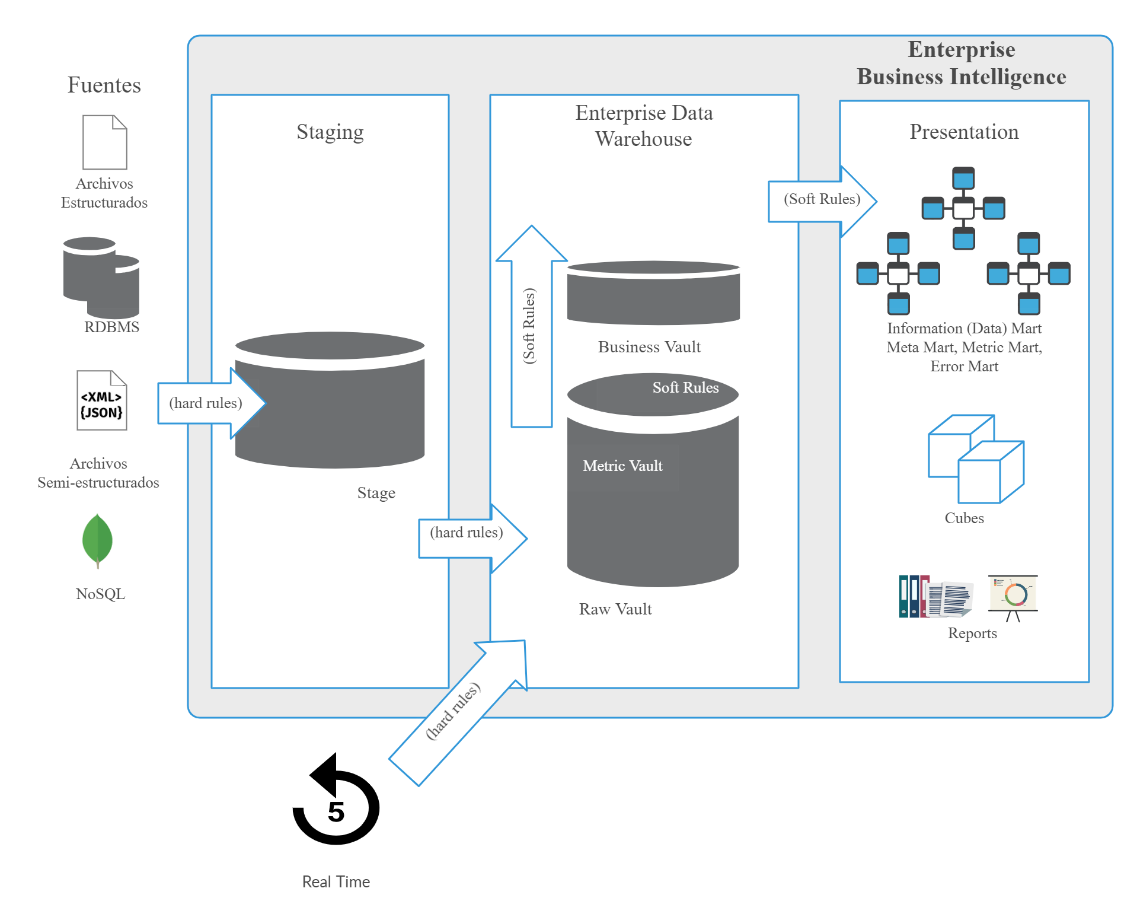 Enterprise
Business Intelligence
Fuentes
Archivos
Estructurados
RDBMS
<XML>
{JSON}
Archivos
Semi-estructurados
NoSQL
(hard rules)
Staging
Stage
(hard rules)
Enterprise Data
Warehouse
(Soft Rules)
Business Vault
Soft Rules
Metric Vault
Raw Vault
(hard rules)
5
Real Time
(Soft Rules)
Presentation
Information (Data) Mart
Meta Mart, Metric Mart,
Error Mart
Cubes
Reports